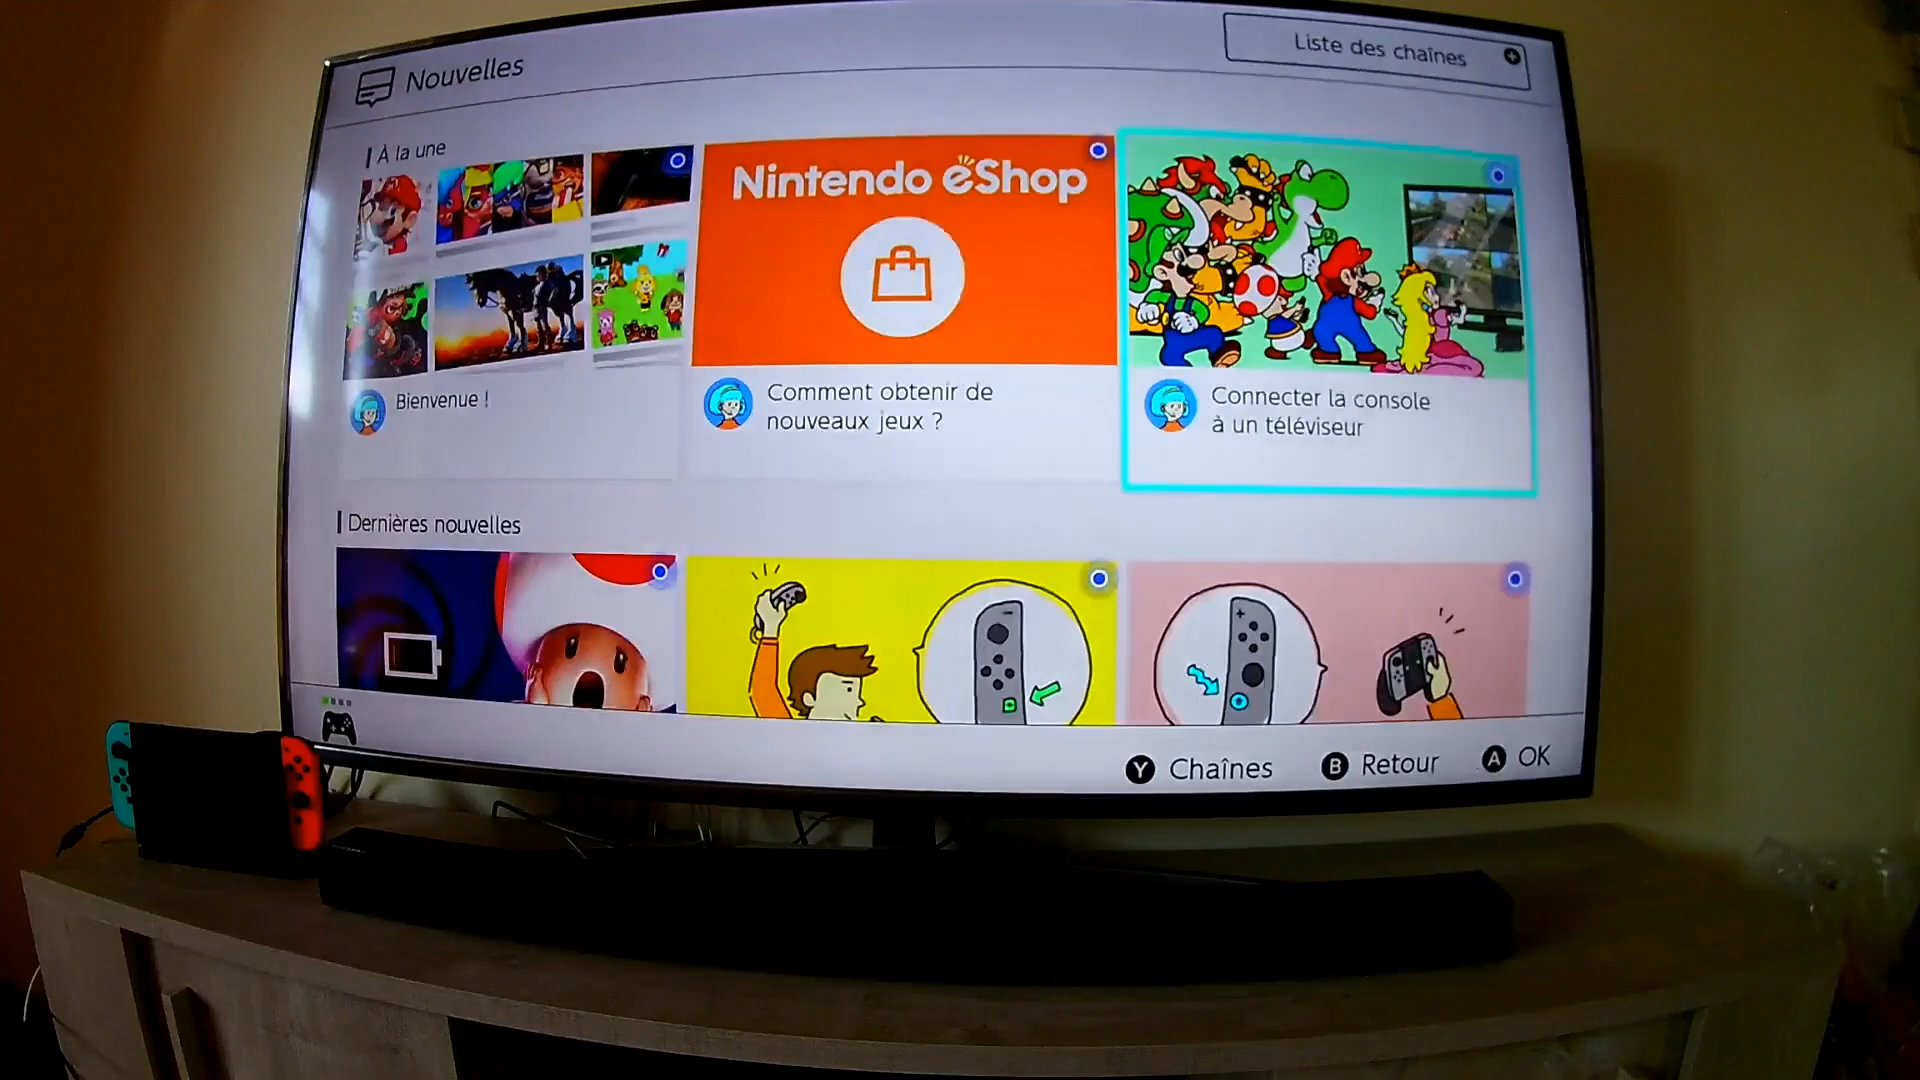 Nouvelles
Liste des chaînes
À la une
Nintendo eShop
Bienvenue !
Comment obtenir de
nouveaux jeux ?
Connecter la console
à un téléviseur
Dernières nouvelles
Y Chaînes
B Retour
A OK